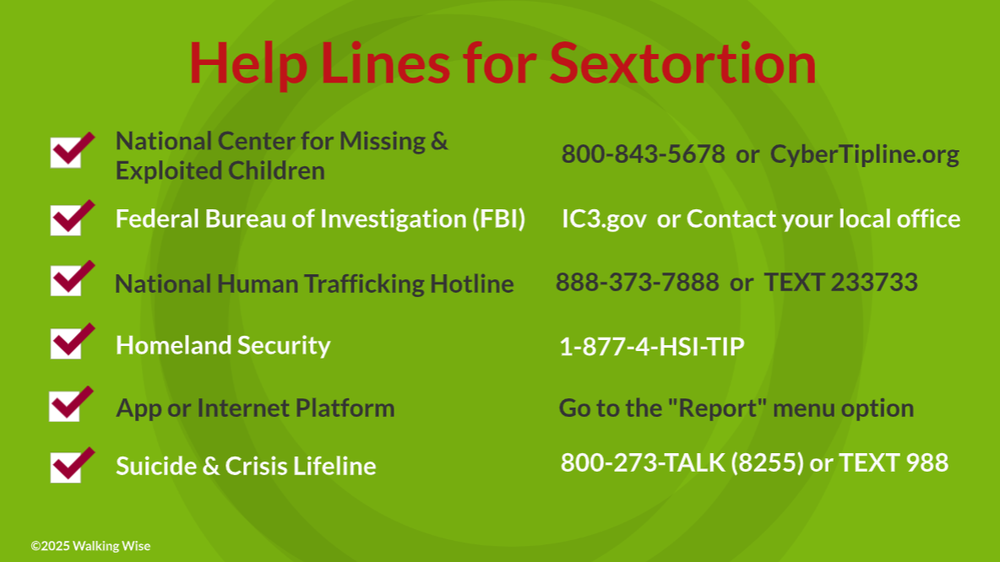 Help Lines for Sextortion
National Center for Missing &
Exploited Children
800-843-5678 or CyberTipline.org
Federal Bureau of Investigation (FBI)
IC3.gov or Contact your local office
National Human Trafficking Hotline
888-373-7888 or TEXT 233733
Homeland Security
1-877-4-HSI-TIP
App or Internet Platform
Go to the "Report" menu option
Suicide & Crisis Lifeline
800-273-TALK (8255) or TEXT 988
©2025 Walking Wise